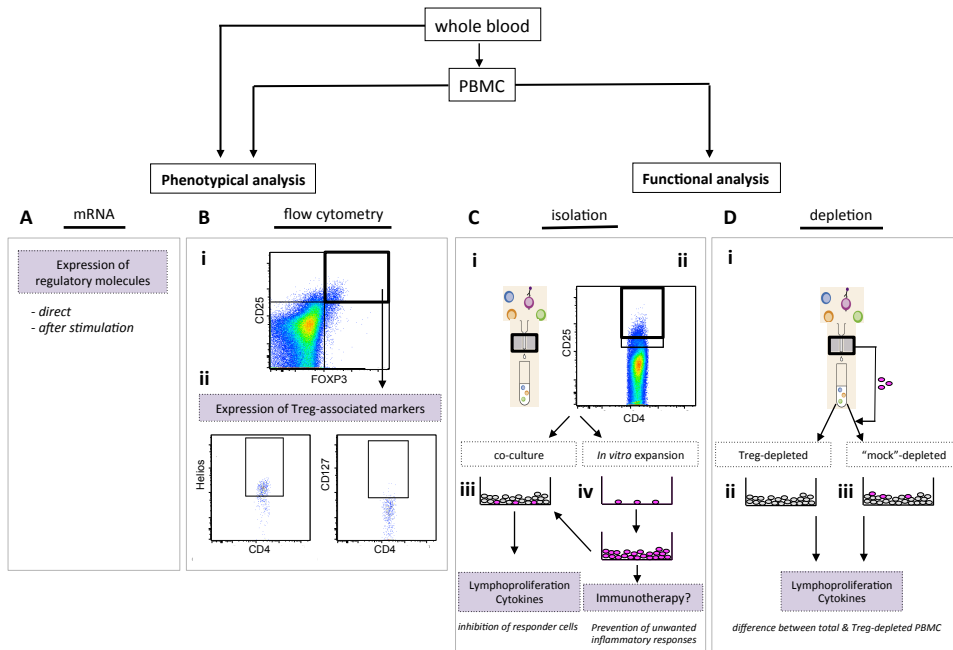 whole blood
PBMC
Phenotypical analysis
Functional analysis
A
mRNA
Expression of
regulatory molecules
- direct
- after stimulation
B
flow cytometry
i
CD25
FOXP3
ii
Expression of Treg-associated markers
Helios
CD4
CD127
CD4
C
isolation
i
ii
CD25
CD4
co-culture
In vitro expansion
iii
iv
Lymphoproliferation
Cytokines
inhibition of responder cells
Immunotherapy?
Prevention of unwanted
inflammatory responses
D
depletion
i
Treg-depleted
"mock"-depleted
ii
iii
Lymphoproliferation
Cytokines
difference between total & Treg-depleted PBMC